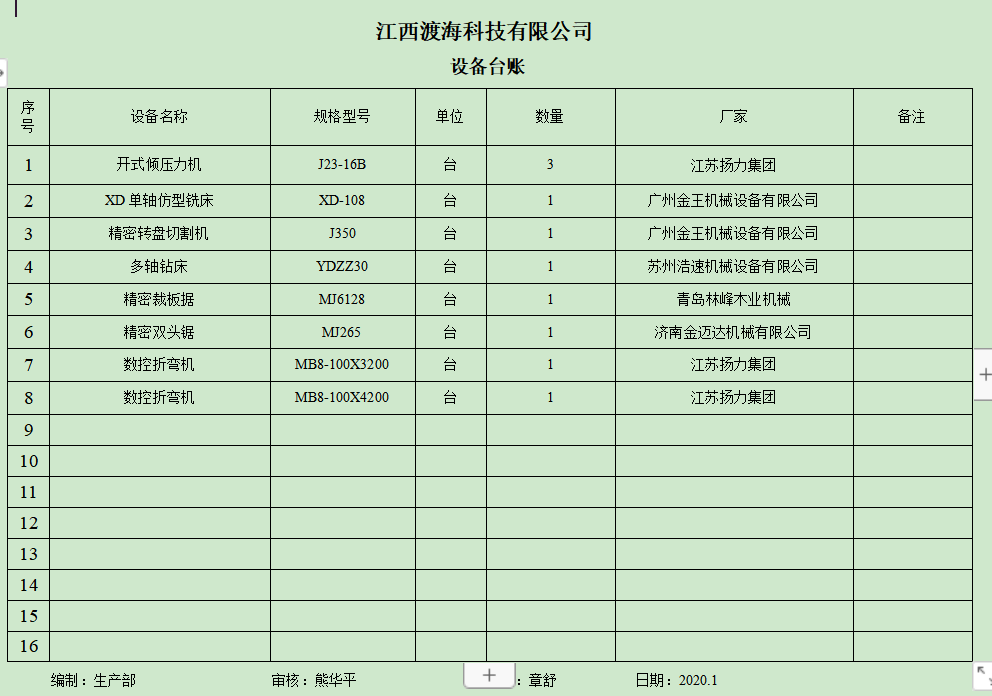 江西渡海科技有限公司
设备台账
序号 设备名称 规格型号 单位 数量 厂家 备注
1 开式倾压力机 J23-16B 台 3 江苏扬力集团
2 XD 单轴仿型铣床 XD-108 台 1 广州金王机械设备有限公司
3 精密转盘切割机 J350 台 1 广州金王机械设备有限公司
4 多轴钻床 YDZZ30 台 1 苏州浩速机械设备有限公司
5 精密裁板据 MJ6128 台 1 青岛林峰木业机械
6 精密双头锯 MJ265 台 1 济南金迈达机械有限公司
7 数控折弯机 MB8-100X3200 台 1 江苏扬力集团
8 数控折弯机 MB8-100X4200 台 1 江苏扬力集团
9
10
11
12
13
14
15
16
编制：生产部 审核：熊华平 ：章舒 日期：2020.1